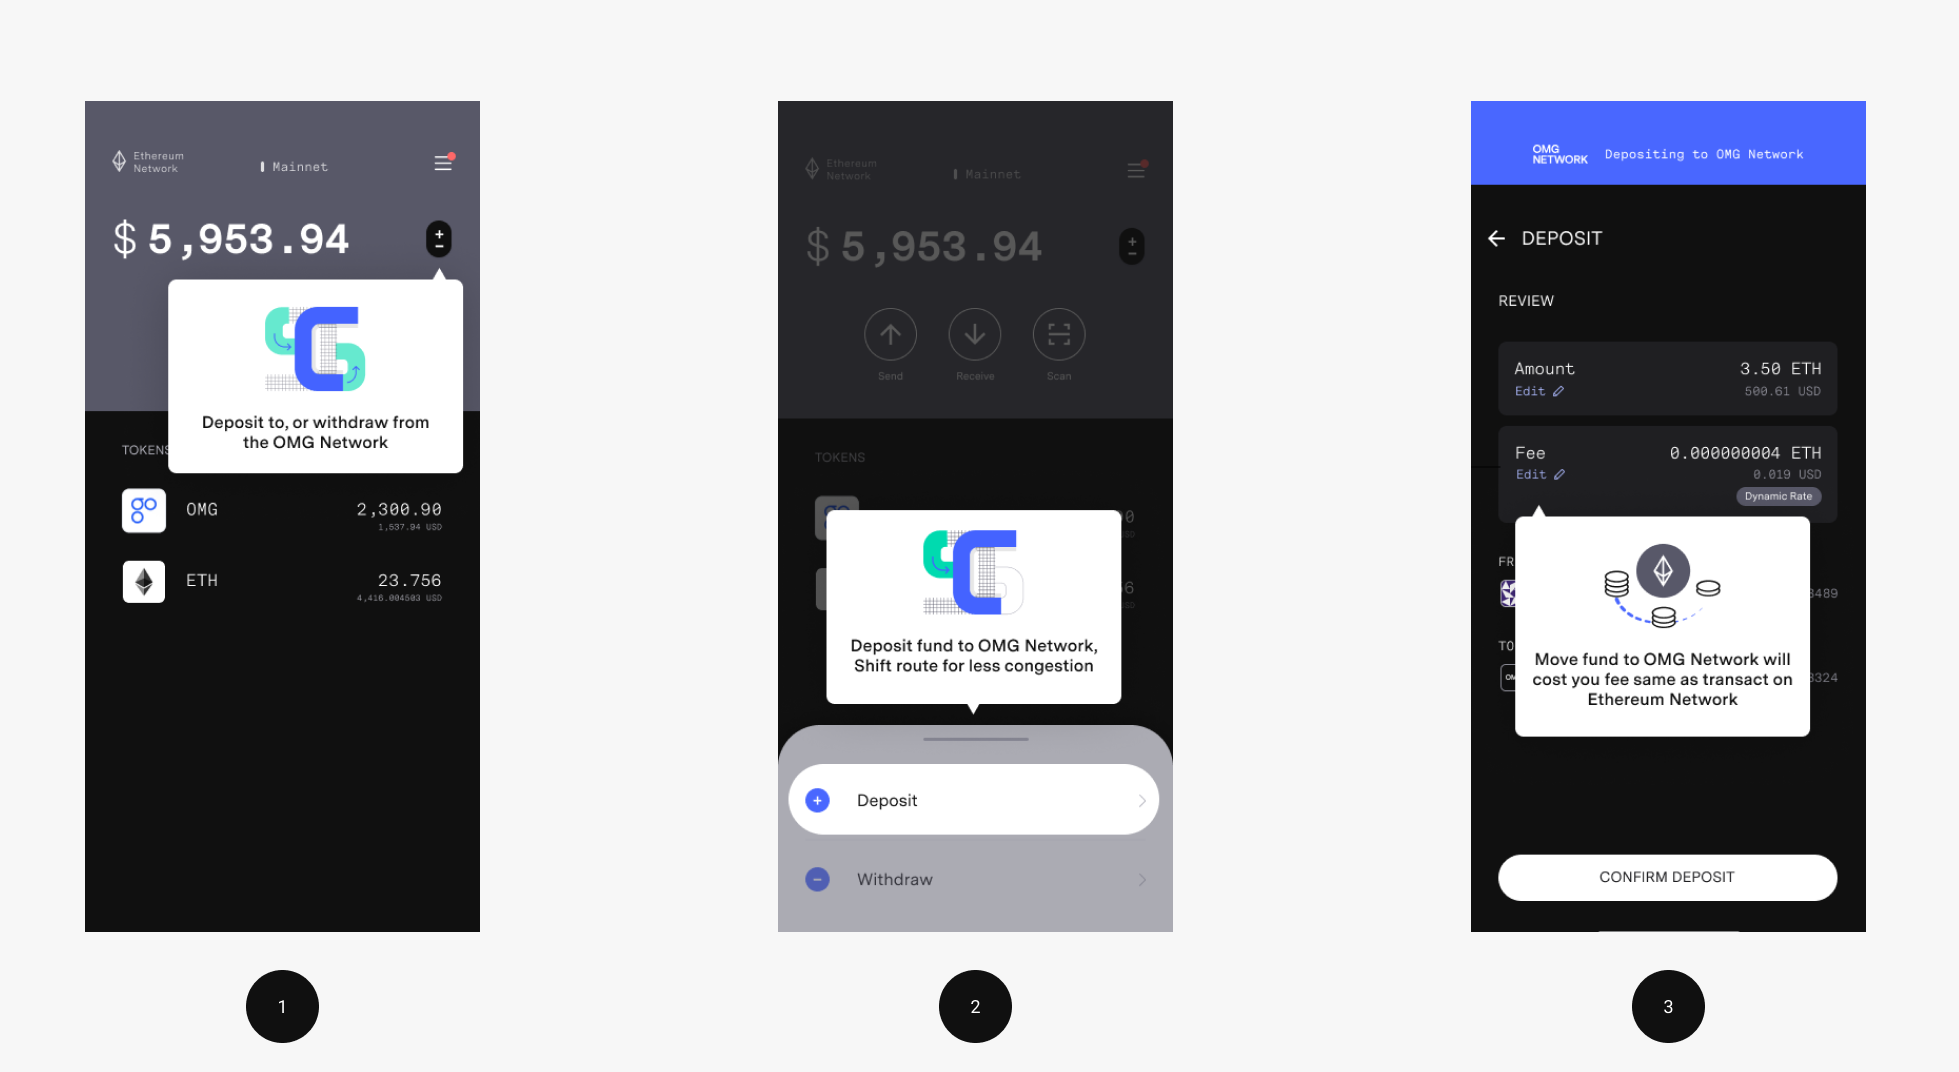 Ethereum
Network
Mainnet
$ 5,953.94
Deposit to, or withdraw from
the OMG Network
TOKENS
OMG
2,300.90
1,537.94 USD
ETH
23.756
4,416.004503 USD
1
Ethereum
Network
Mainnet
$ 5,953.94
Send
Receive
Scan
TOKENS
Deposit fund to OMG Network,
Shift route for less congestion
Deposit
Withdraw
2
OMG
NETWORK
Depositing to OMG Network
DEPOSIT
REVIEW
Amount
3.50 ETH
Edit
500.61 USD
Fee
0.000000004 ETH
Edit
0.019 USD
Dynamic Rate
FR
3489
TO
3324
Move fund to OMG Network will
cost you fee same as transact on
Ethereum Network
CONFIRM DEPOSIT
3